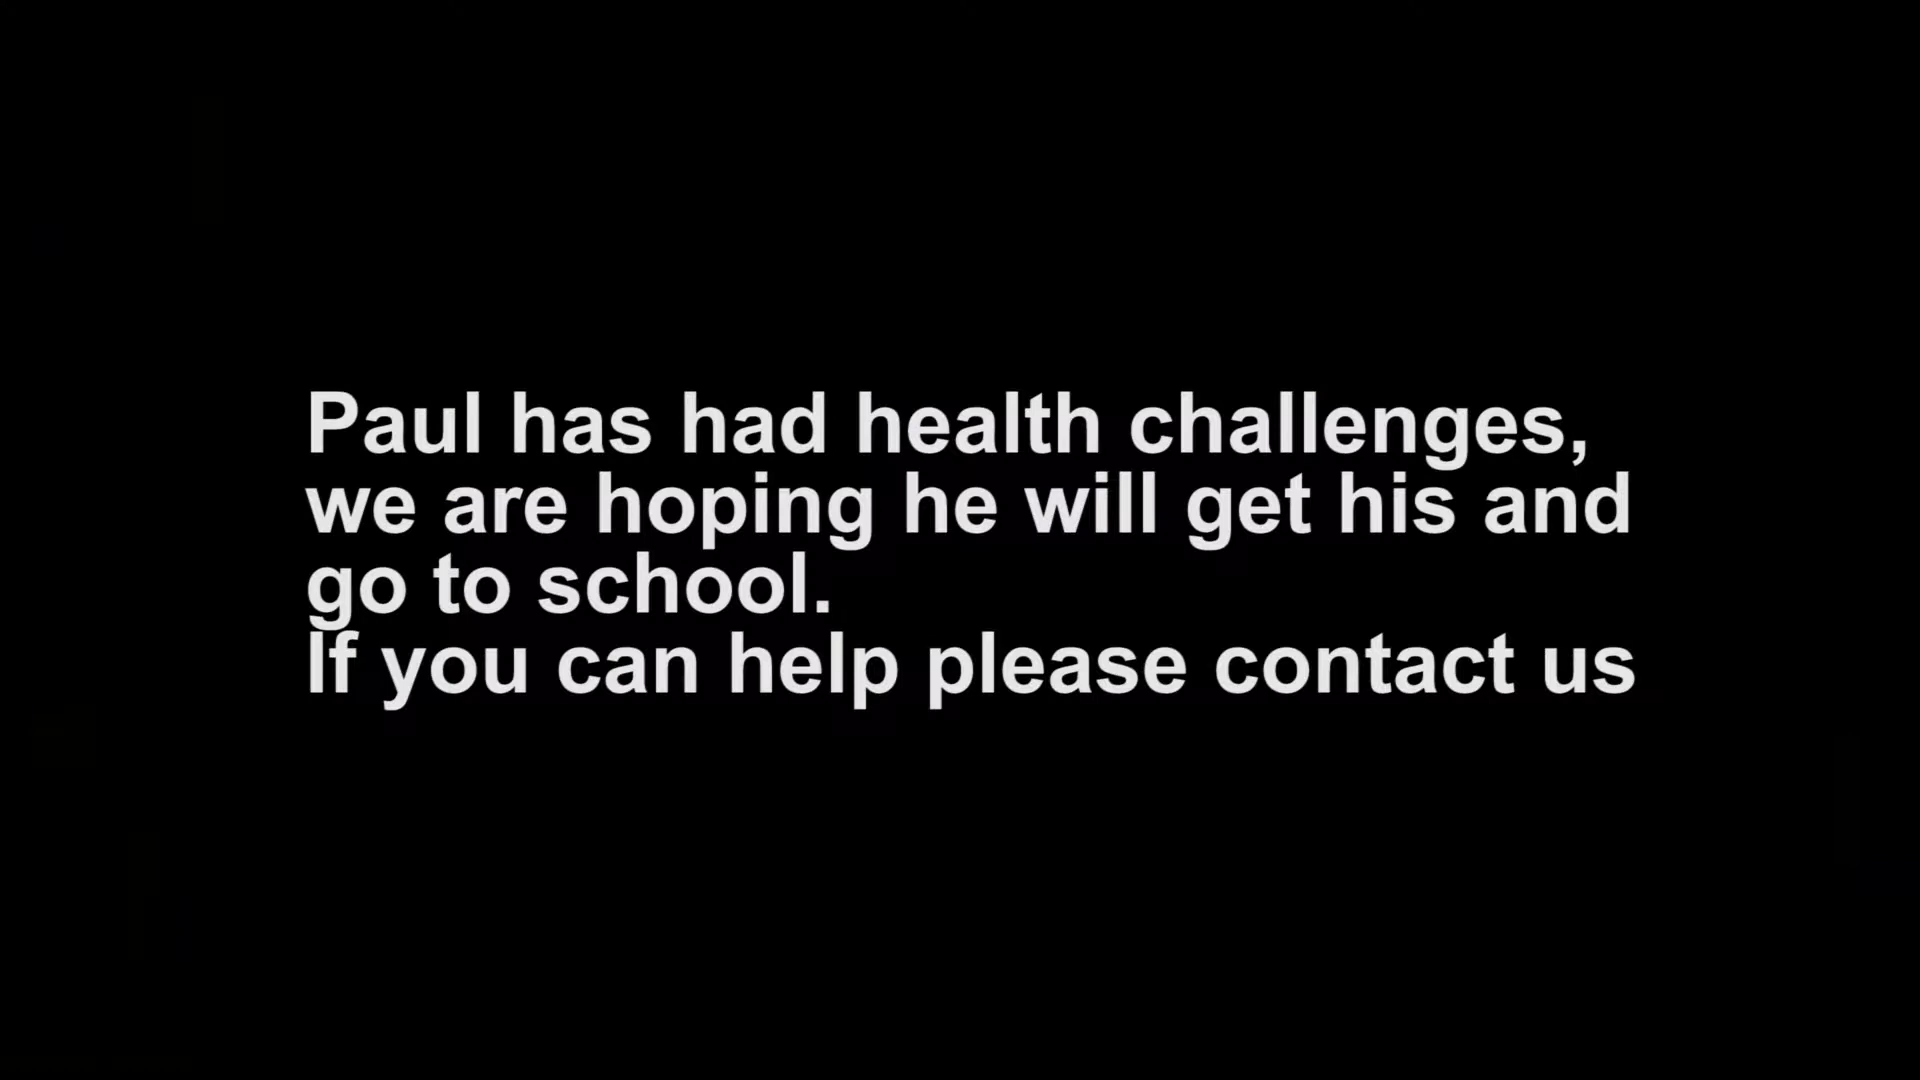 Paul has had health challenges,
we are hoping he will get his and
go to school.
If you can help please contact us